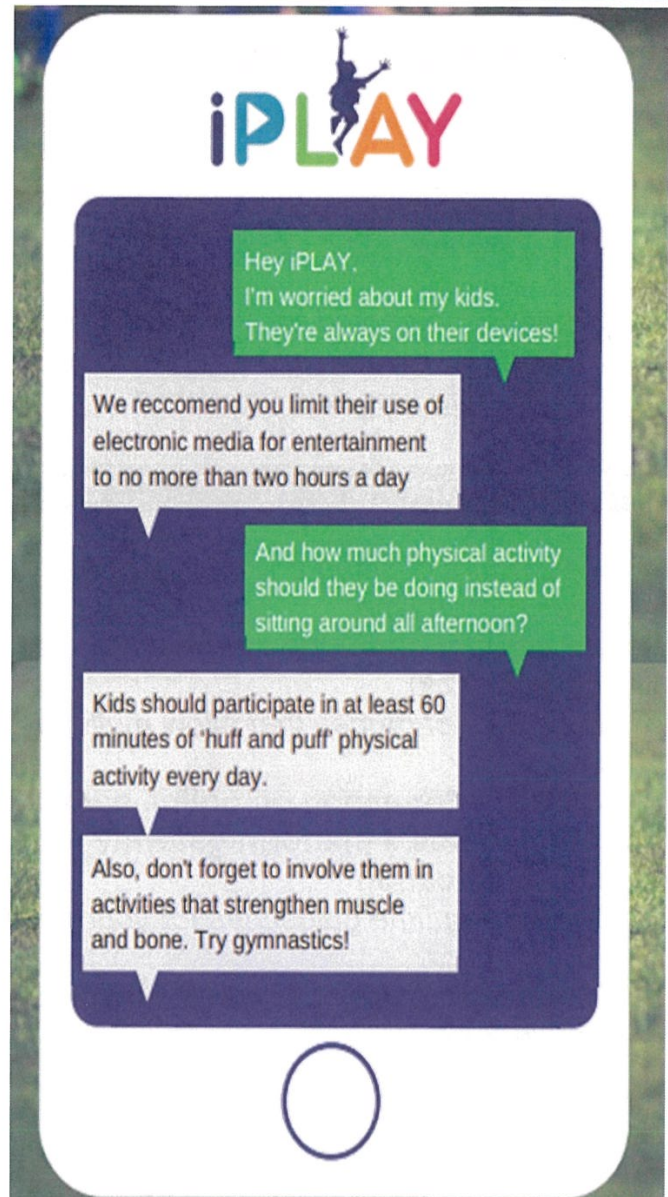 iPLAY
Hey iPLAY.
I'm worried about my kids.
They're always on their devices!
We reccomend you limit their use of
electronic media for entertainment
to no more than two hours a day
And how much physical activity
should they be doing instead of
sitting around all afternoon?
Kids should participate in at least 60
minutes of 'huff and puff' physical
activity every day.
Also, don't forget to involve them in
activities that strengthen muscle
and bone. Try gymnastics!